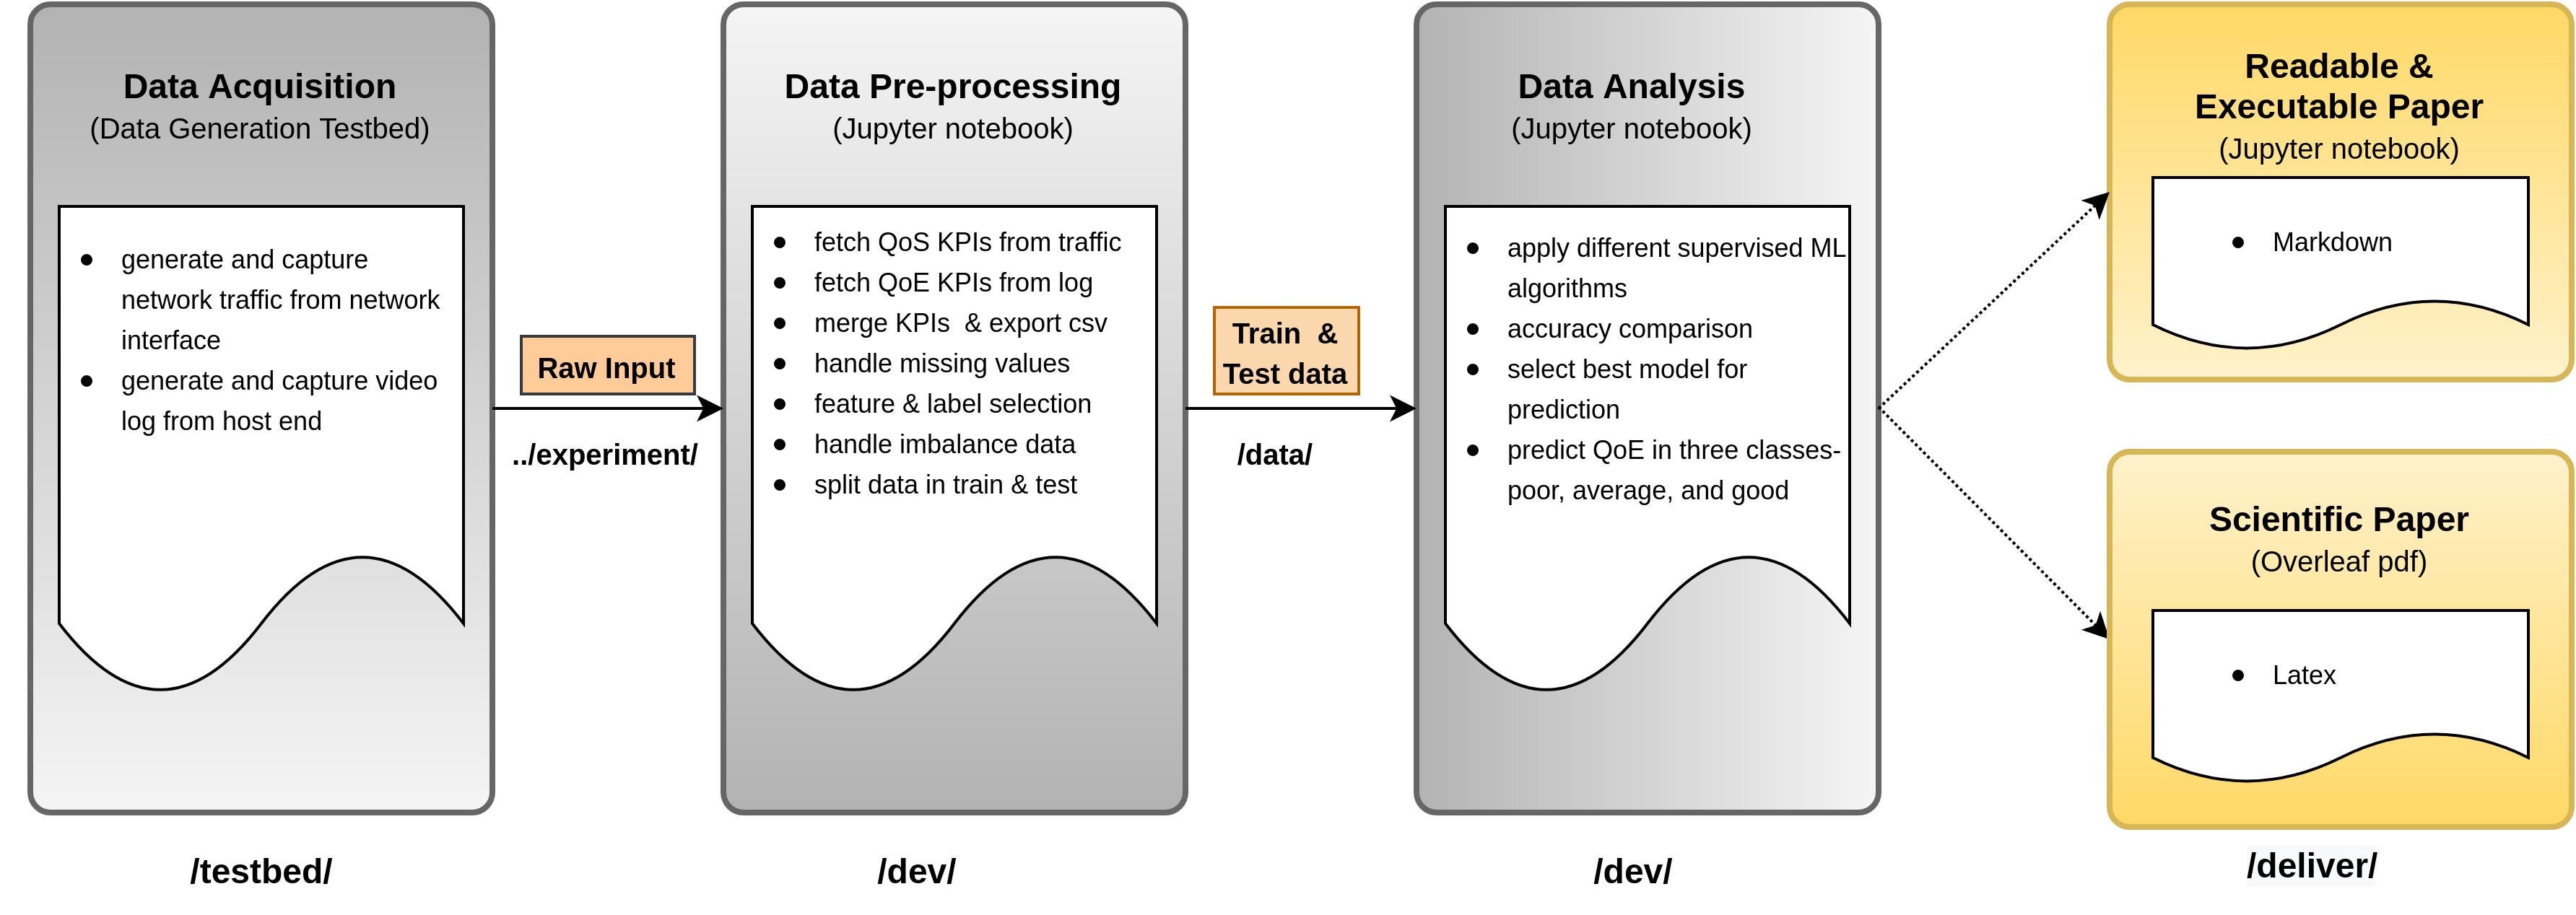 Data Acquisition
(Data Generation Testbed)
generate and capture
network traffic from network
interface
generate and capture video
log from host end
/testbed/
Raw Input
../experiment/
Data Pre-processing
(Jupyter notebook)
fetch QoS KPIs from traffic
fetch QoE KPIs from log
merge KPIs  & export csv
handle missing values
feature & label selection
handle imbalance data
split data in train & test
/dev/
Train  &
Test data
/data/
Data Analysis
(Jupyter notebook)
apply different supervised ML
algorithms
accuracy comparison
select best model for
prediction
predict QoE in three classes-
poor, average, and good
/dev/
Readable &
Executable Paper
(Jupyter notebook)
Markdown
Scientific Paper
(Overleaf pdf)
Latex
/deliver/